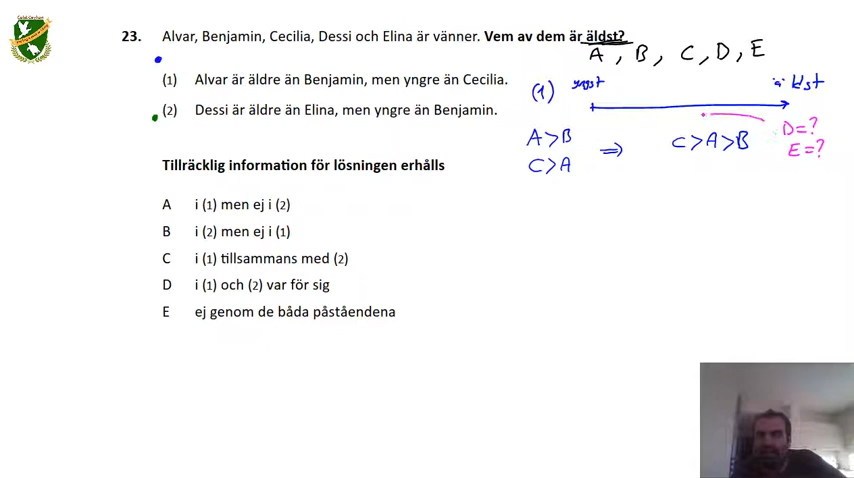 23. Alvar, Benjamin, Cecilia, Dessi och Elina är vänner. Vem av dem är äldst?
A, B, C, D, E
(1) Alvar är äldre än Benjamin, men yngre än Cecilia.
(2) Dessi är äldre än Elina, men yngre än Benjamin.
(1) yngst äldst
A>B
C>A
⇒ C>A>B
D=?
E=?
Tillräcklig information för lösningen erhålls
A i (1) men ej i (2)
B i (2) men ej i (1)
C i (1) tillsammans med (2)
D i (1) och (2) var för sig
E ej genom de båda påståendena